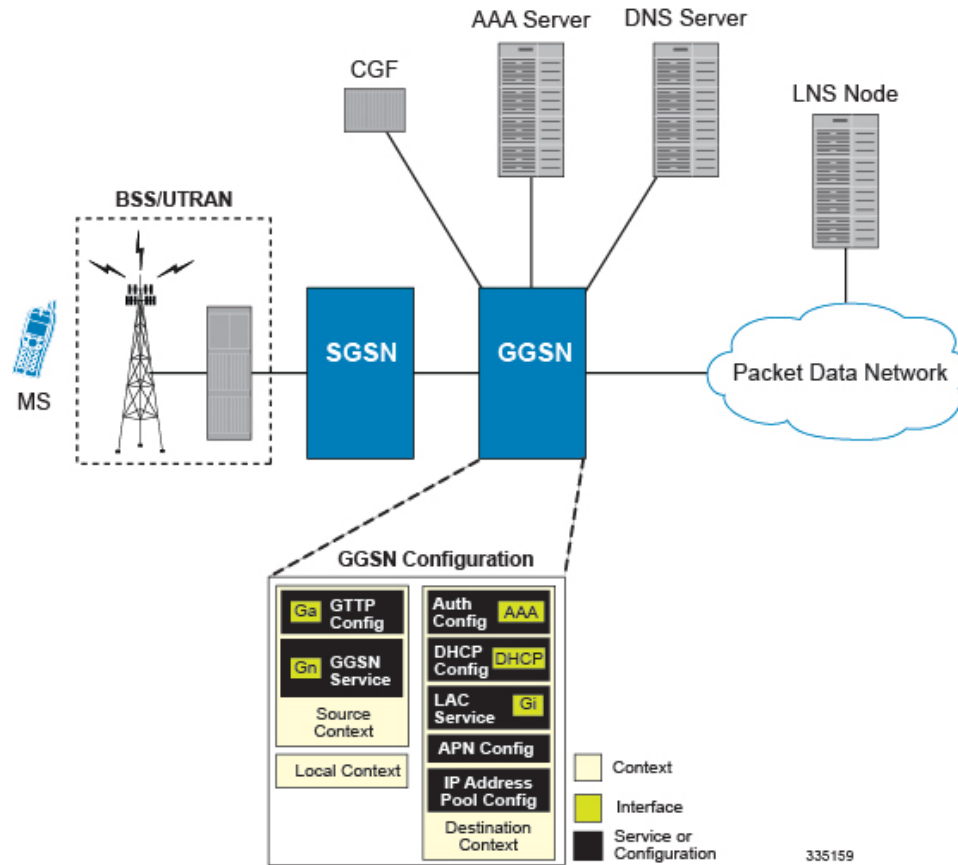 AAA Server
DNS Server
CGF
LNS Node
BSS/UTRAN
MS
SGSN
GGSN
Packet Data Network
GGSN Configuration
Ga
GTTP
Config
Gn
GGSN
Service
Source
Context
Local Context
Auth
Config
AAA
DHCP
Config
DHCP
LAC
Service
Gi
APN Config
IP Address
Pool Config
Destination
Context
Context
Interface
Service or
Configuration
335159